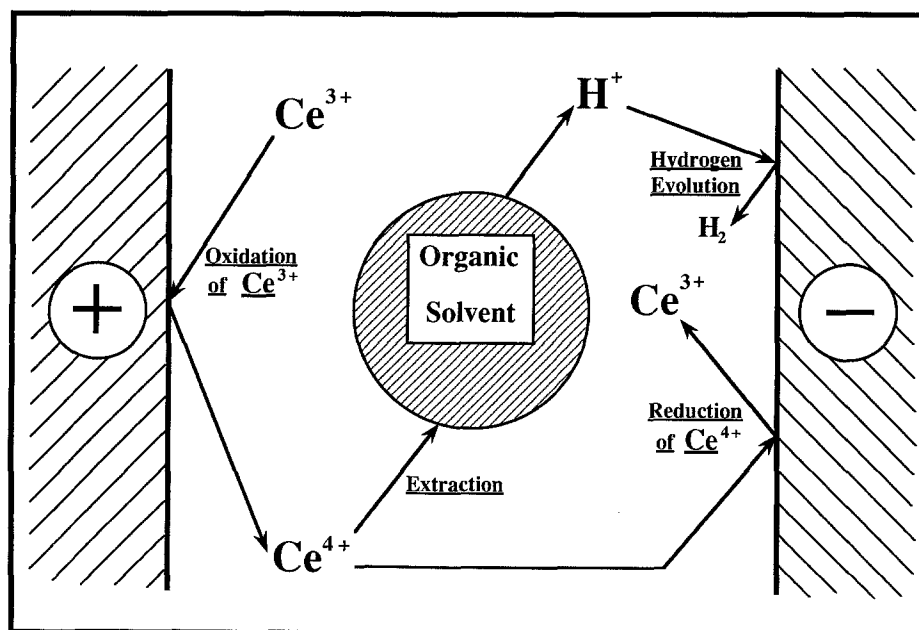 Ce³⁺
H⁺
Hydrogen
Evolution
H₂
Oxidation
of Ce³⁺
Organic
Solvent
Ce³⁺
+
−
Reduction
of Ce⁴⁺
Extraction
Ce⁴⁺